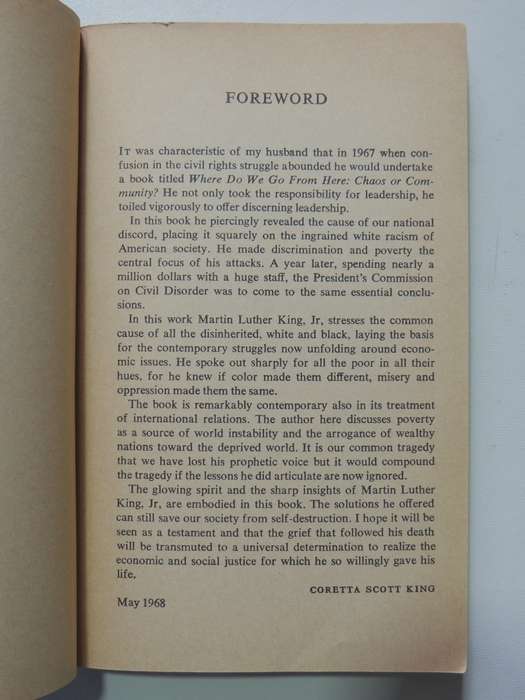 FOREWORD
IT was characteristic of my husband that in 1967 when con-
fusion in the civil rights struggle abounded he would undertake
a book titled Where Do We Go From Here: Chaos or Com-
munity? He not only took the responsibility for leadership, he
toiled vigorously to offer discerning leadership.
In this book he piercingly revealed the cause of our national
discord, placing it squarely on the ingrained white racism of
American society. He made discrimination and poverty the
central focus of his attacks. A year later, spending nearly a
million dollars with a huge staff, the President's Commission
on Civil Disorder was to come to the same essential conclu-
sions.
In this work Martin Luther King, Jr, stresses the common
cause of all the disinherited, white and black, laying the basis
for the contemporary struggles now unfolding around econo-
mic issues. He spoke out sharply for all the poor in all their
hues, for he knew if color made them different, misery and
oppression made them the same.
The book is remarkably contemporary also in its treatment
of international relations. The author here discusses poverty
as a source of world instability and the arrogance of wealthy
nations toward the deprived world. It is our common tragedy
that we have lost his prophetic voice but it would compound
the tragedy if the lessons he did articulate are now ignored.
The glowing spirit and the sharp insights of Martin Luther
King, Jr, are embodied in this book. The solutions he offered
can still save our society from self-destruction. I hope it will be
seen as a testament and that the grief that followed his death
will be transmuted to a universal determination to realize the
economic and social justice for which he so willingly gave his
life.
CORETTA SCOTT KING
May 1968